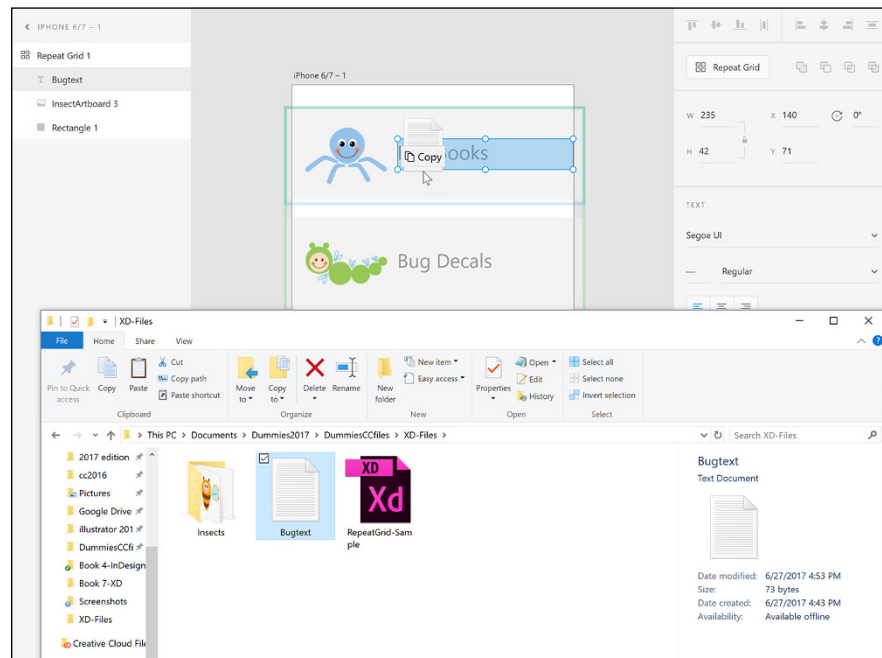 IPHONE 6/7 – 1
Repeat Grid 1
Bugtext
InsectArtboard 3
Rectangle 1
iPhone 6/7 – 1
Copy
ooks
Bug Decals
Repeat Grid
W 235 X 140 0°
H 42 Y 71
TEXT
Segoe UI
Regular
XD-Files
File Home Share View
Pin to Quick access
Copy
Paste
Cut
Copy path
Paste shortcut
Clipboard
Move to
Copy to
Delete
Rename
Organize
New folder
New item
Easy access
New
Properties
Open
Edit
History
Open
Select all
Select none
Invert selection
Select
This PC > Documents > Dummies2017 > DummiesCCfiles > XD-Files >
Search XD-Files
2017 edition
cc2016
Pictures
Google Drive
illustrator 201
DummiesCCfi
Book 4-InDesign
Book 7-XD
Screenshots
XD-Files
Creative Cloud File
Insects
Bugtext
XD
Xd
RepeatGrid-Sam
ple
Bugtext
Text Document
Date modified: 6/27/2017 4:53 PM
Size: 73 bytes
Date created: 6/27/2017 4:43 PM
Availability: Available offline